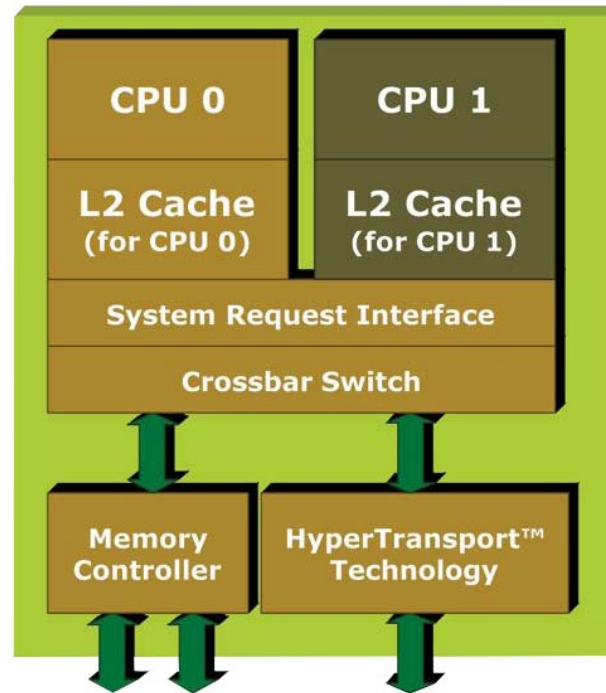 CPU 0
CPU 1
L2 Cache
(for CPU 0)
L2 Cache
(for CPU 1)
System Request Interface
Crossbar Switch
Memory
Controller
HyperTransport™
Technology